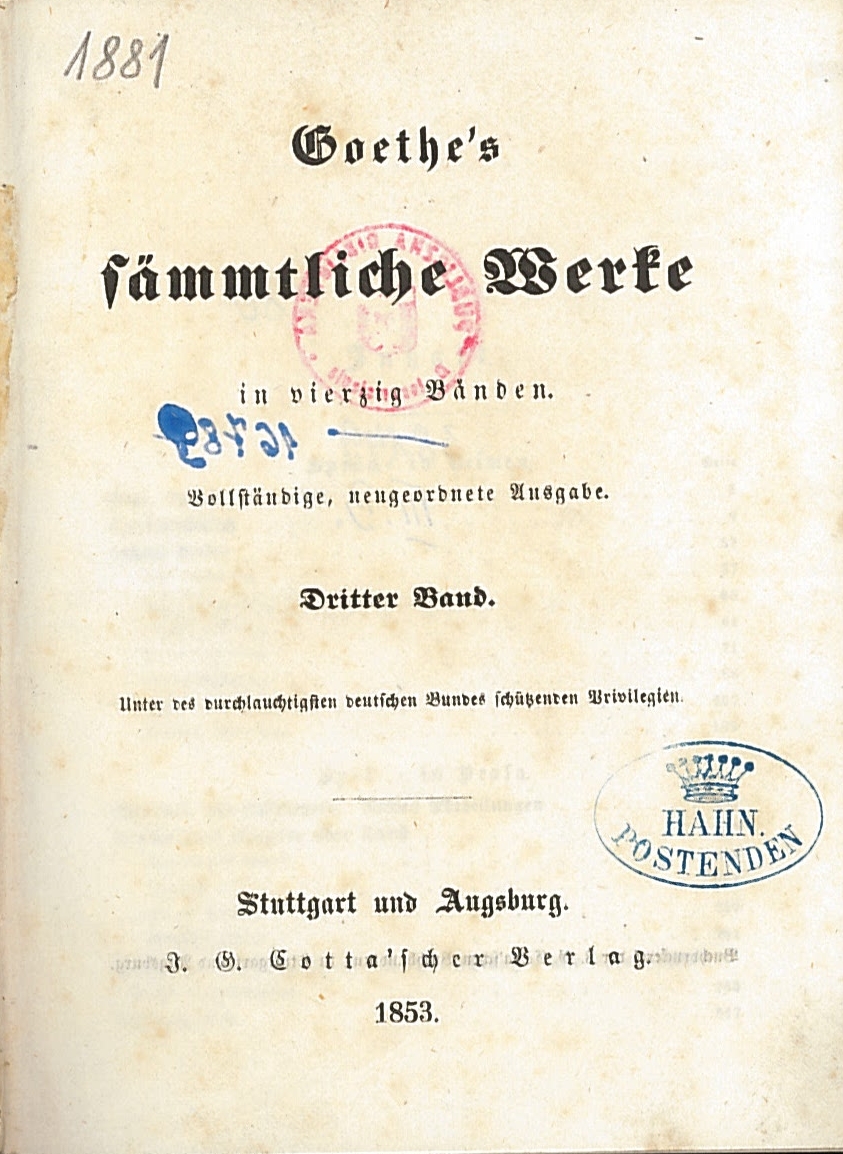 1881
Goethe's
sämmtliche Werke
in vierzig Bänden.
Vollständige, neugeordnete Ausgabe.
Dritter Band.
Unter des durchlauchtigsten deutschen Bundes schützenden Privilegien.
HAHN.
POSTENDEN
Stuttgart und Augsburg.
J. G. Cotta'scher Verlag.
1853.